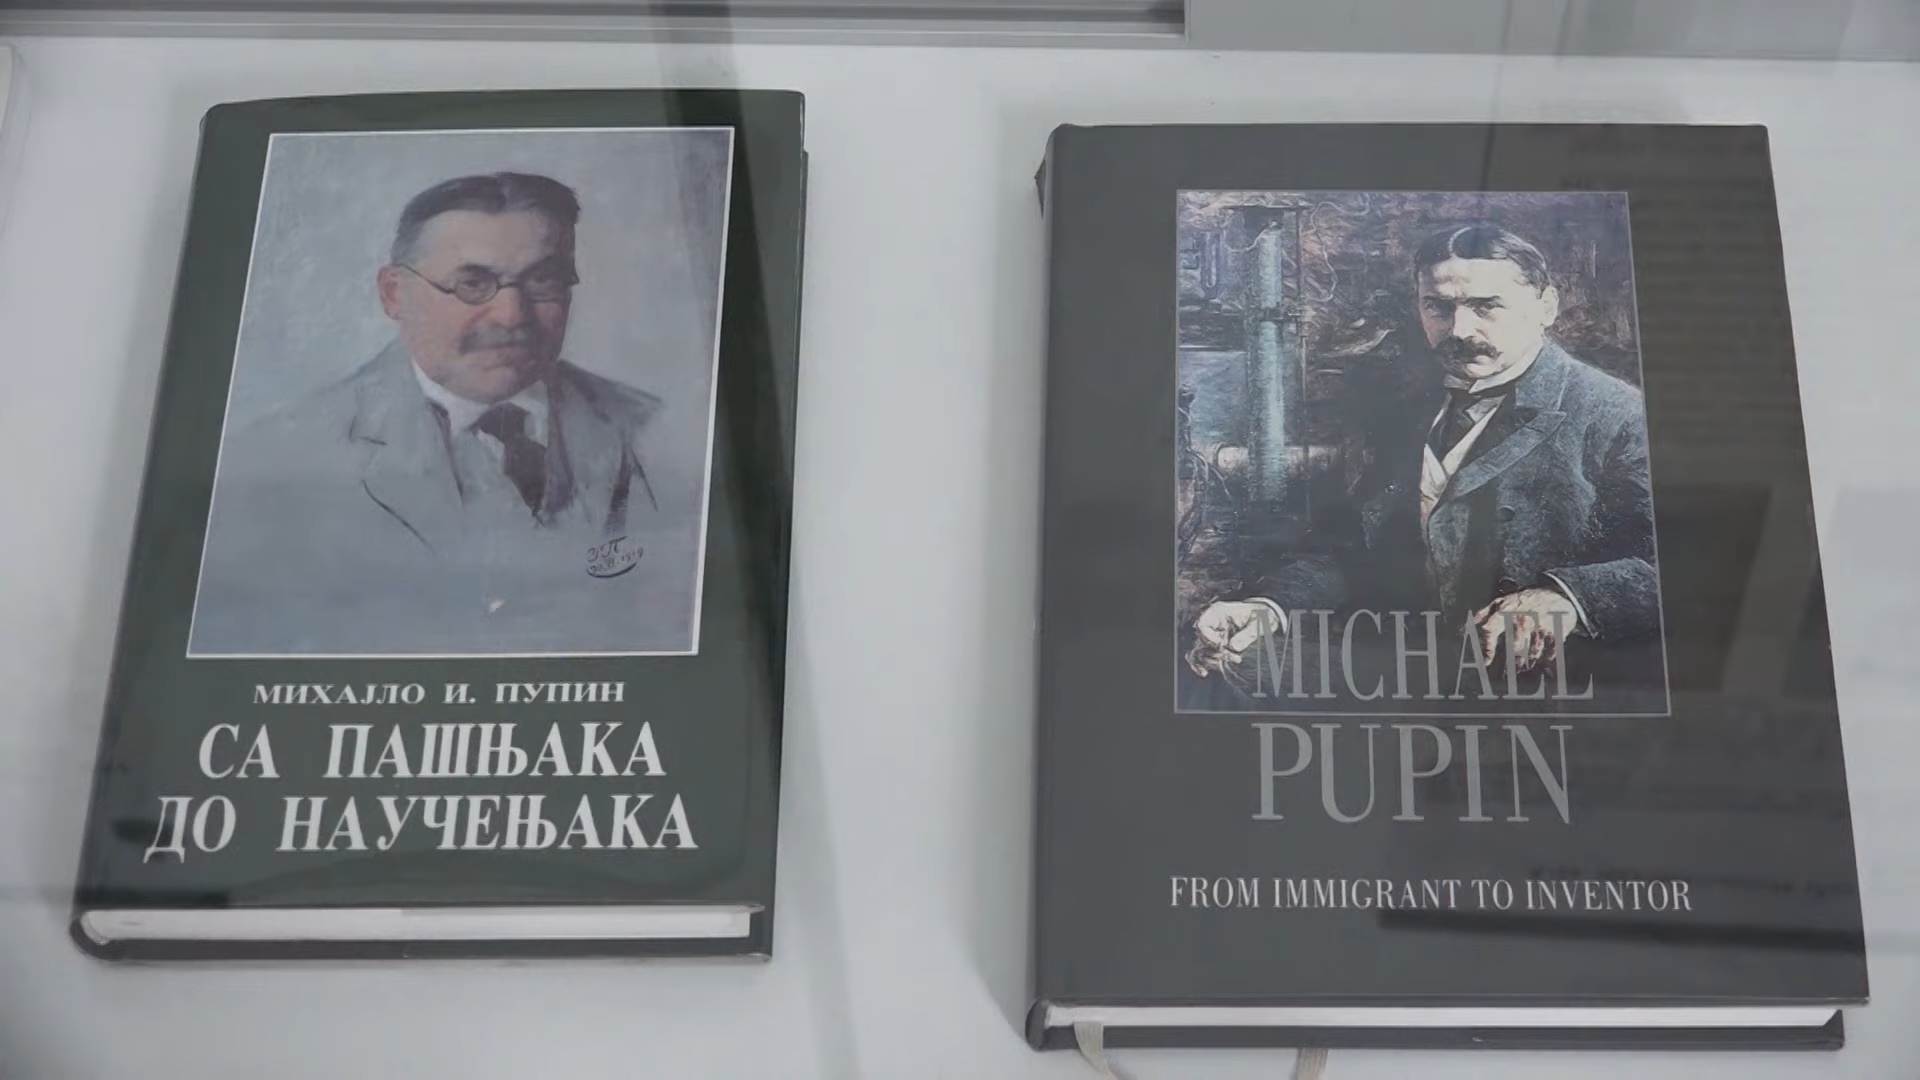 МИХАЈЛО И. ПУПИН
СА ПАШЊАКА
ДО НАУЧЕЊАКА
MICHAEL
PUPIN
FROM IMMIGRANT TO INVENTOR